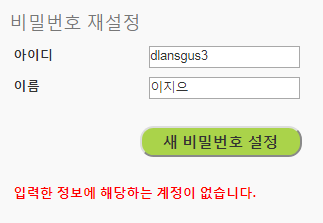 비밀번호 재설정
아이디 dlansgus3
이름 이지으
새 비밀번호 설정
입력한 정보에 해당하는 계정이 없습니다.